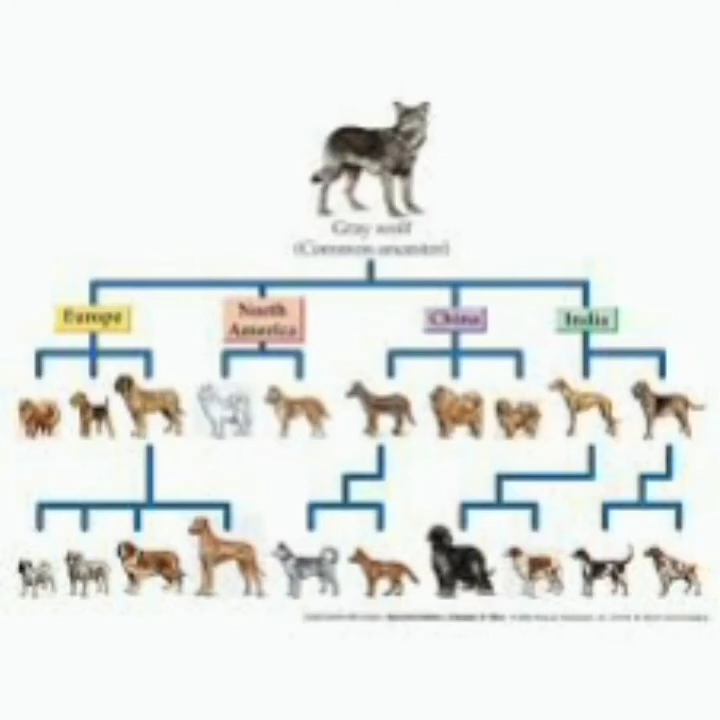 Gray wolf
(Common ancestor)
Europe
North
America
China
India